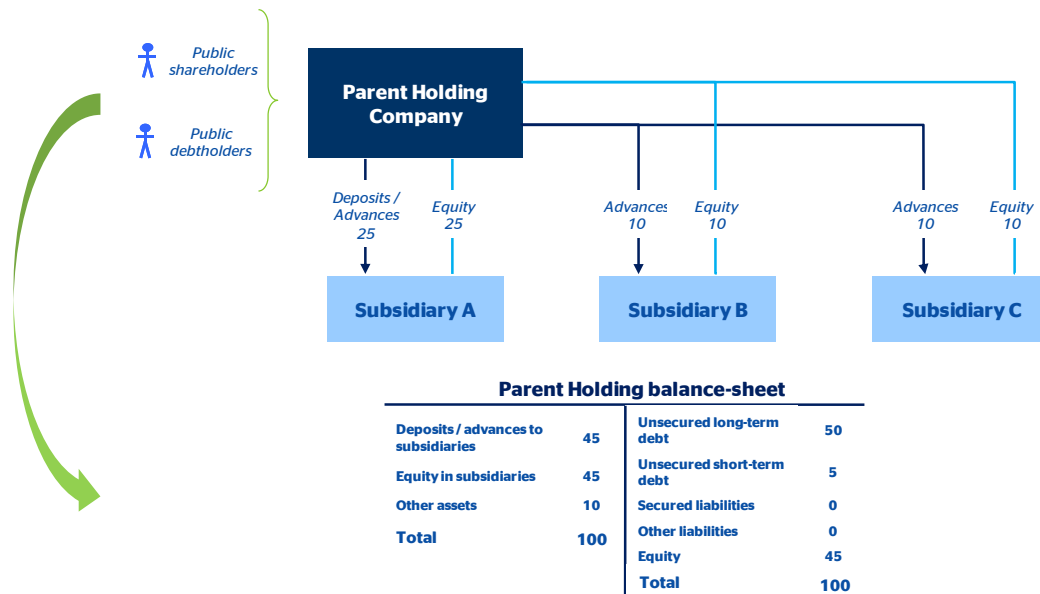 Public
shareholders
Public
debtholders
Parent Holding
Company
Deposits /
Advances
25
Equity
25
Advances
10
Equity
10
Advances
10
Equity
10
Subsidiary A
Subsidiary B
Subsidiary C
Parent Holding balance-sheet
Deposits / advances to
subsidiaries
45
Equity in subsidiaries
45
Other assets
10
Total
100
Unsecured long-term
debt
50
Unsecured short-term
debt
5
Secured liabilities
0
Other liabilities
0
Equity
45
Total
100